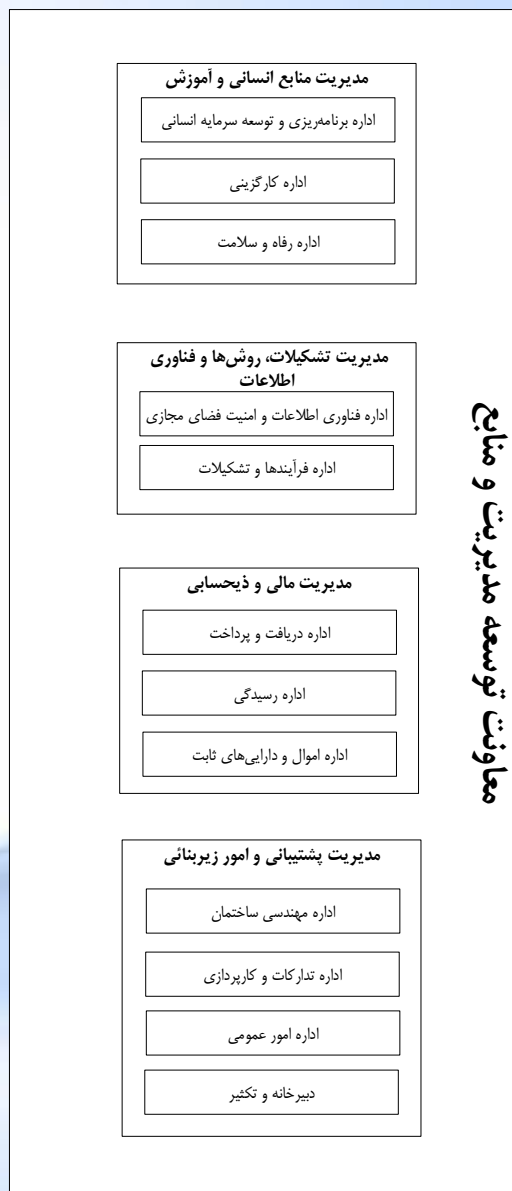 معاونت توسعه مدیریت و منابع
مدیریت منابع انسانی و آموزش
اداره برنامه‌ریزی و توسعه سرمایه انسانی
اداره کارگزینی
اداره رفاه و سلامت
مدیریت تشکیلات، روش‌ها و فناوری
اطلاعات
اداره فناوری اطلاعات و امنیت فضای مجازی
اداره فرآیندها و تشکیلات
مدیریت مالی و ذیحسابی
اداره دریافت و پرداخت
اداره رسیدگی
اداره اموال و دارایی‌های ثابت
مدیریت پشتیبانی و امور زیربنائی
اداره مهندسی ساختمان
اداره تدارکات و کارپردازی
اداره امور عمومی
دبیرخانه و تکثیر